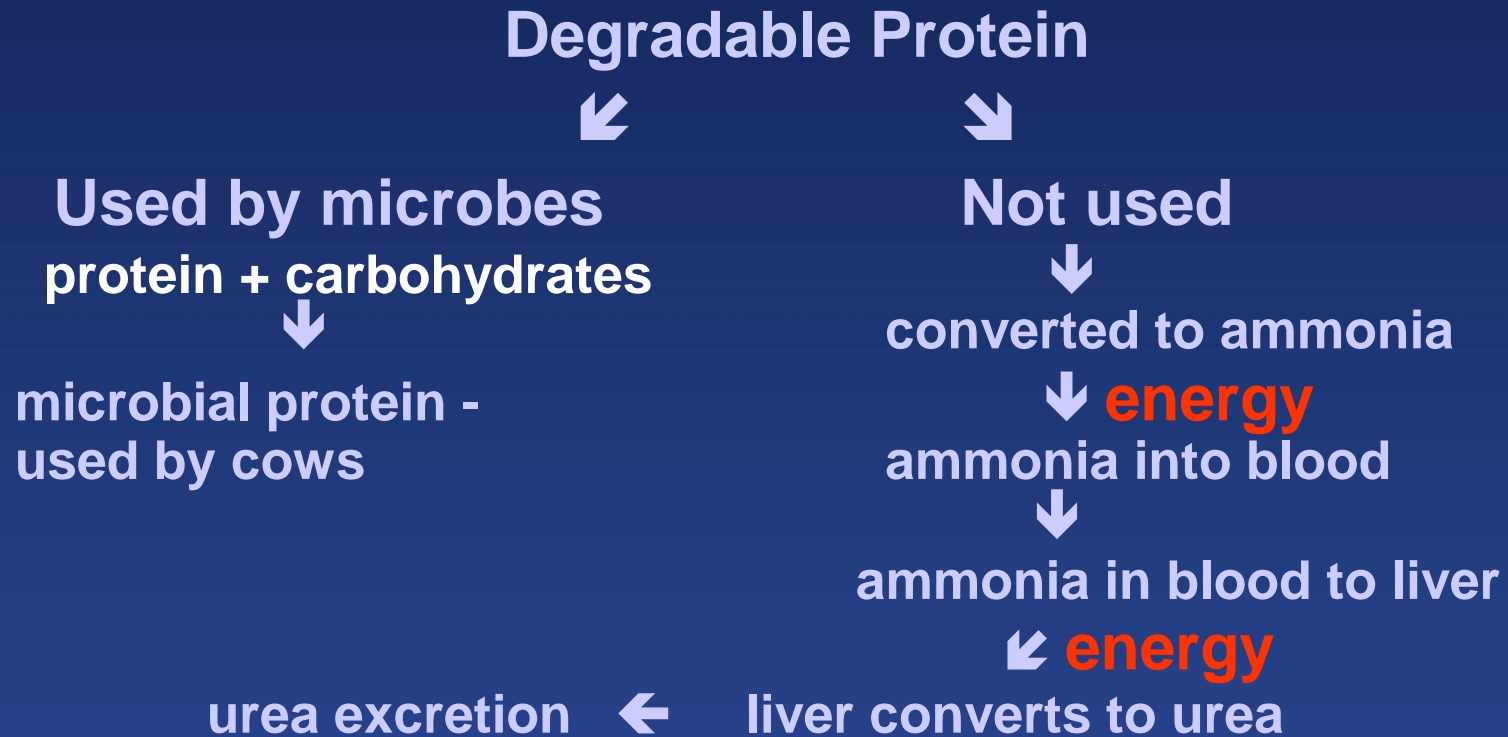 Degradable Protein
🡯 🡮
Used by microbes
protein + carbohydrates
🡫
microbial protein -
used by cows
Not used
🡫
converted to ammonia
🡫 energy
ammonia into blood
🡫
ammonia in blood to liver
🡯 energy
liver converts to urea
🡨
urea excretion